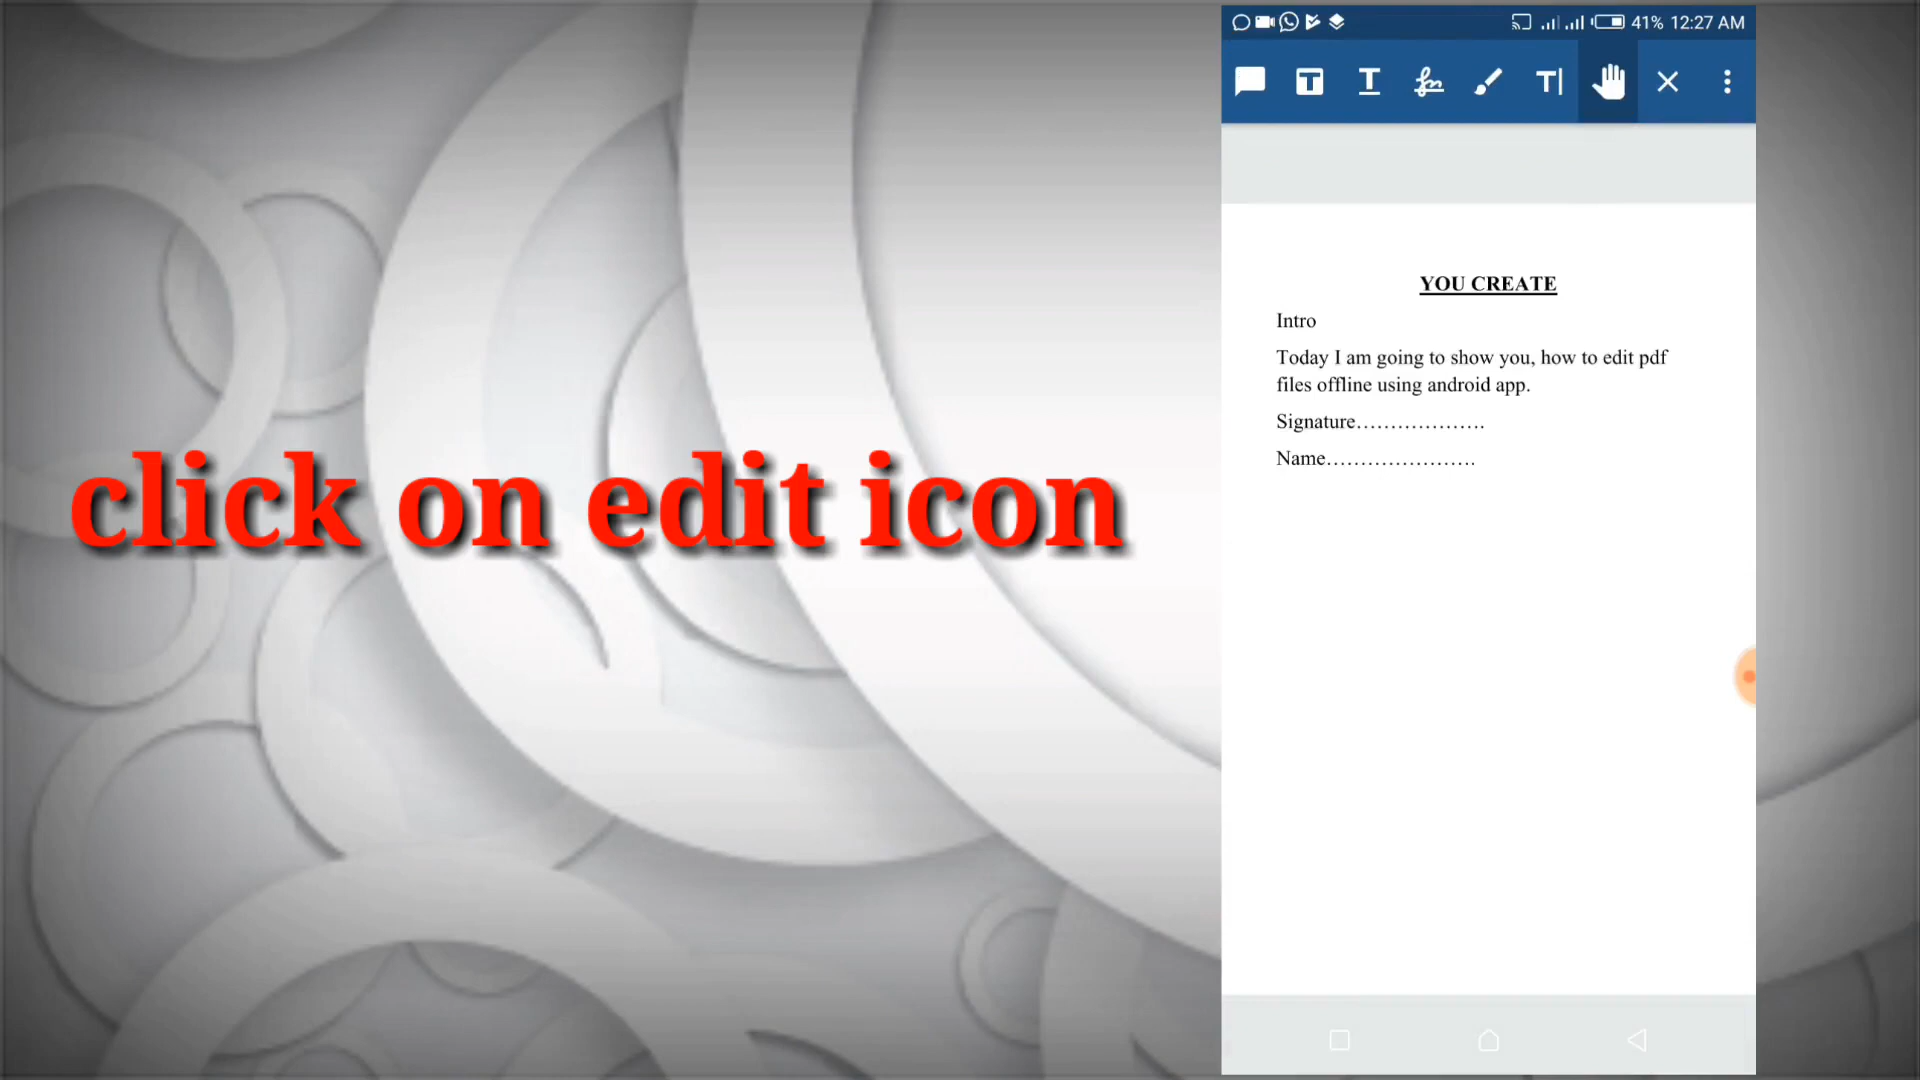 click on edit icon
41% 12:27 AM
YOU CREATE
Intro
Today I am going to show you, how to edit pdf
files offline using android app.
Signature……………….
Name………………….